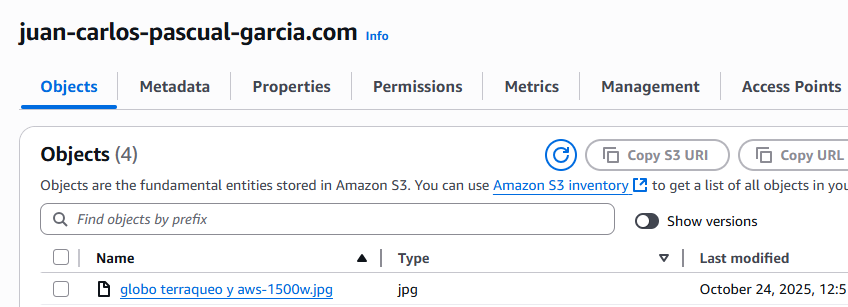 juan-carlos-pascual-garcia.com Info
Objects Metadata Properties Permissions Metrics Management Access Points
Objects (4) Copy S3 URI Copy URL
Objects are the fundamental entities stored in Amazon S3. You can use Amazon S3 inventory to get a list of all objects in you
Find objects by prefix Show versions
Name Type Last modified
globo terraqueo y aws-1500w.jpg jpg October 24, 2025, 12:5